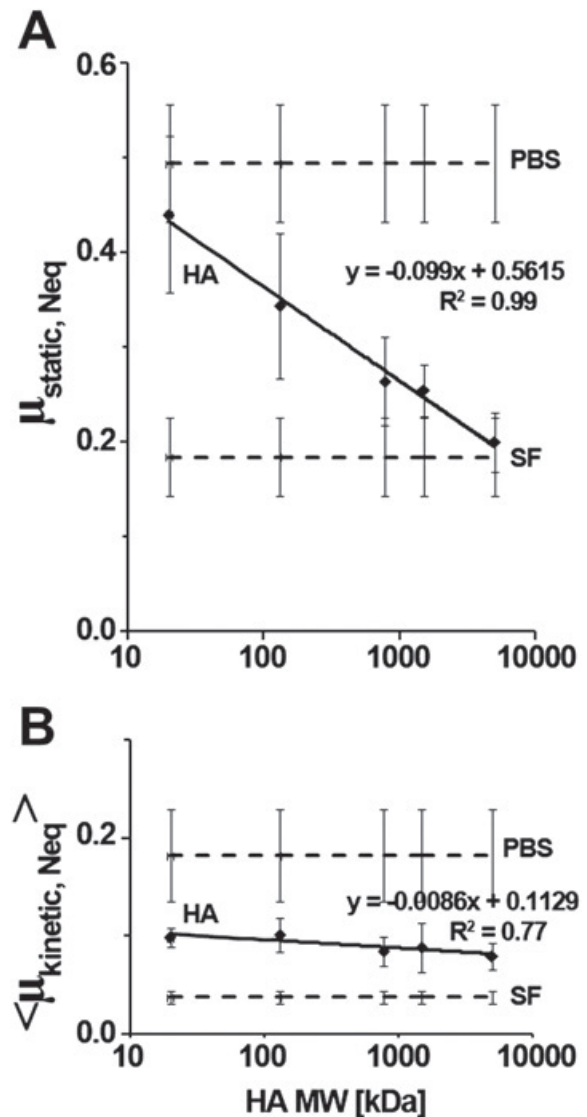 A
0.6
PBS
0.4
HA
y = -0.099x + 0.5615
R² = 0.99
μstatic, Neq
0.2
SF
0.0
10 100 1000 10000
B
<μkinetic, Neq>
0.2
PBS
HA
y = -0.0086x + 0.1129
R² = 0.77
SF
0.0
10 100 1000 10000
HA MW [kDa]